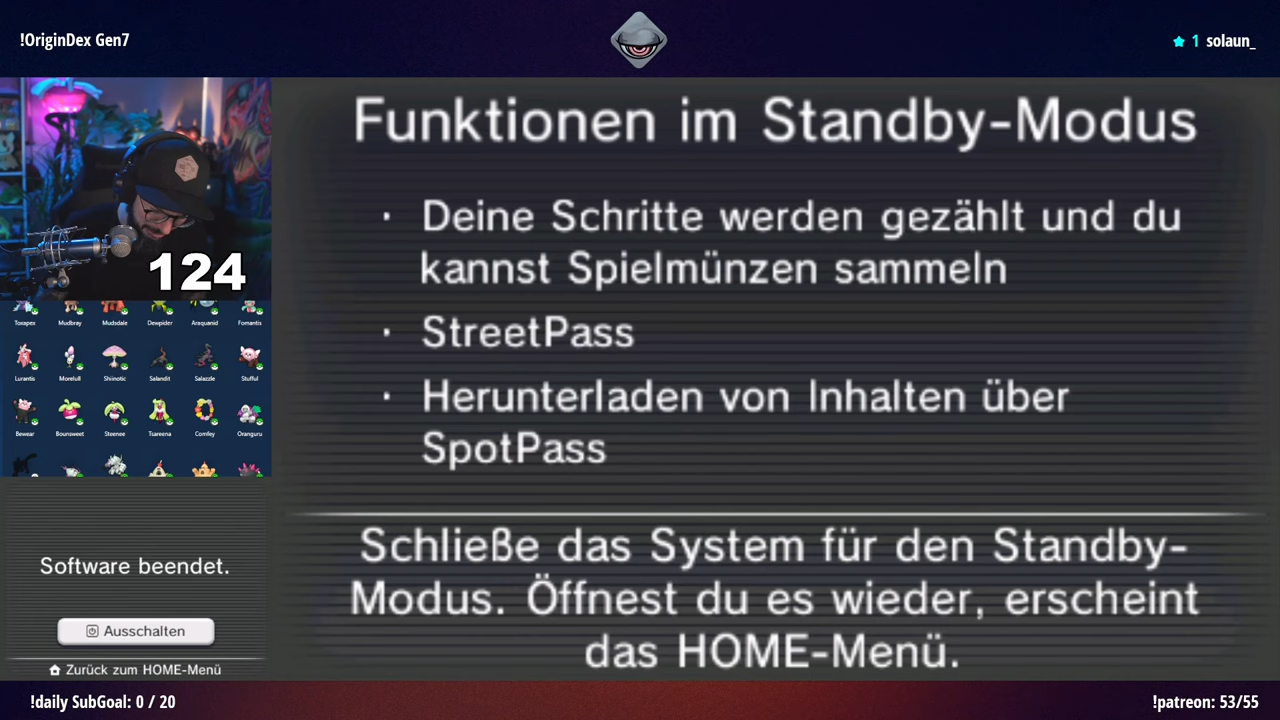 !OriginDex Gen7
1 solaun_
Funktionen im Standby-Modus
· Deine Schritte werden gezählt und du
kannst Spielmünzen sammeln
· StreetPass
· Herunterladen von Inhalten über
SpotPass
Schließe das System für den Standby-
Modus. Öffnest du es wieder, erscheint
das HOME-Menü.
124
Toxapex Mudbray Mudsdale Dewpider Araquanid Fomantis
Lurantis Morelull Shiinotic Salandit Salazzle Stufful
Bewear Bounsweet Steenee Tsareena Comfey Oranguru
Software beendet.
Ausschalten
Zurück zum HOME-Menü
!daily SubGoal: 0 / 20
!patreon: 53/55